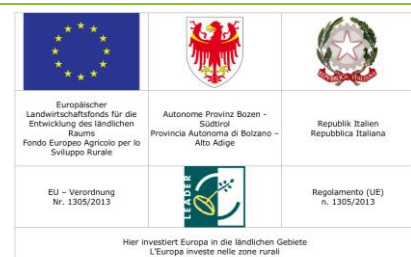 Europäischer
Landwirtschaftsfonds für die
Entwicklung des ländlichen
Raums
Fondo Europeo Agricolo per lo
Sviluppo Rurale
Autonome Provinz Bozen -
Südtirol
Provincia Autonoma di Bolzano –
Alto Adige
Republik Italien
Repubblica Italiana
EU – Verordnung
Nr. 1305/2013
LEADER
Regolamento (UE)
n. 1305/2013
Hier investiert Europa in die ländlichen Gebiete
L'Europa investe nelle zone rurali